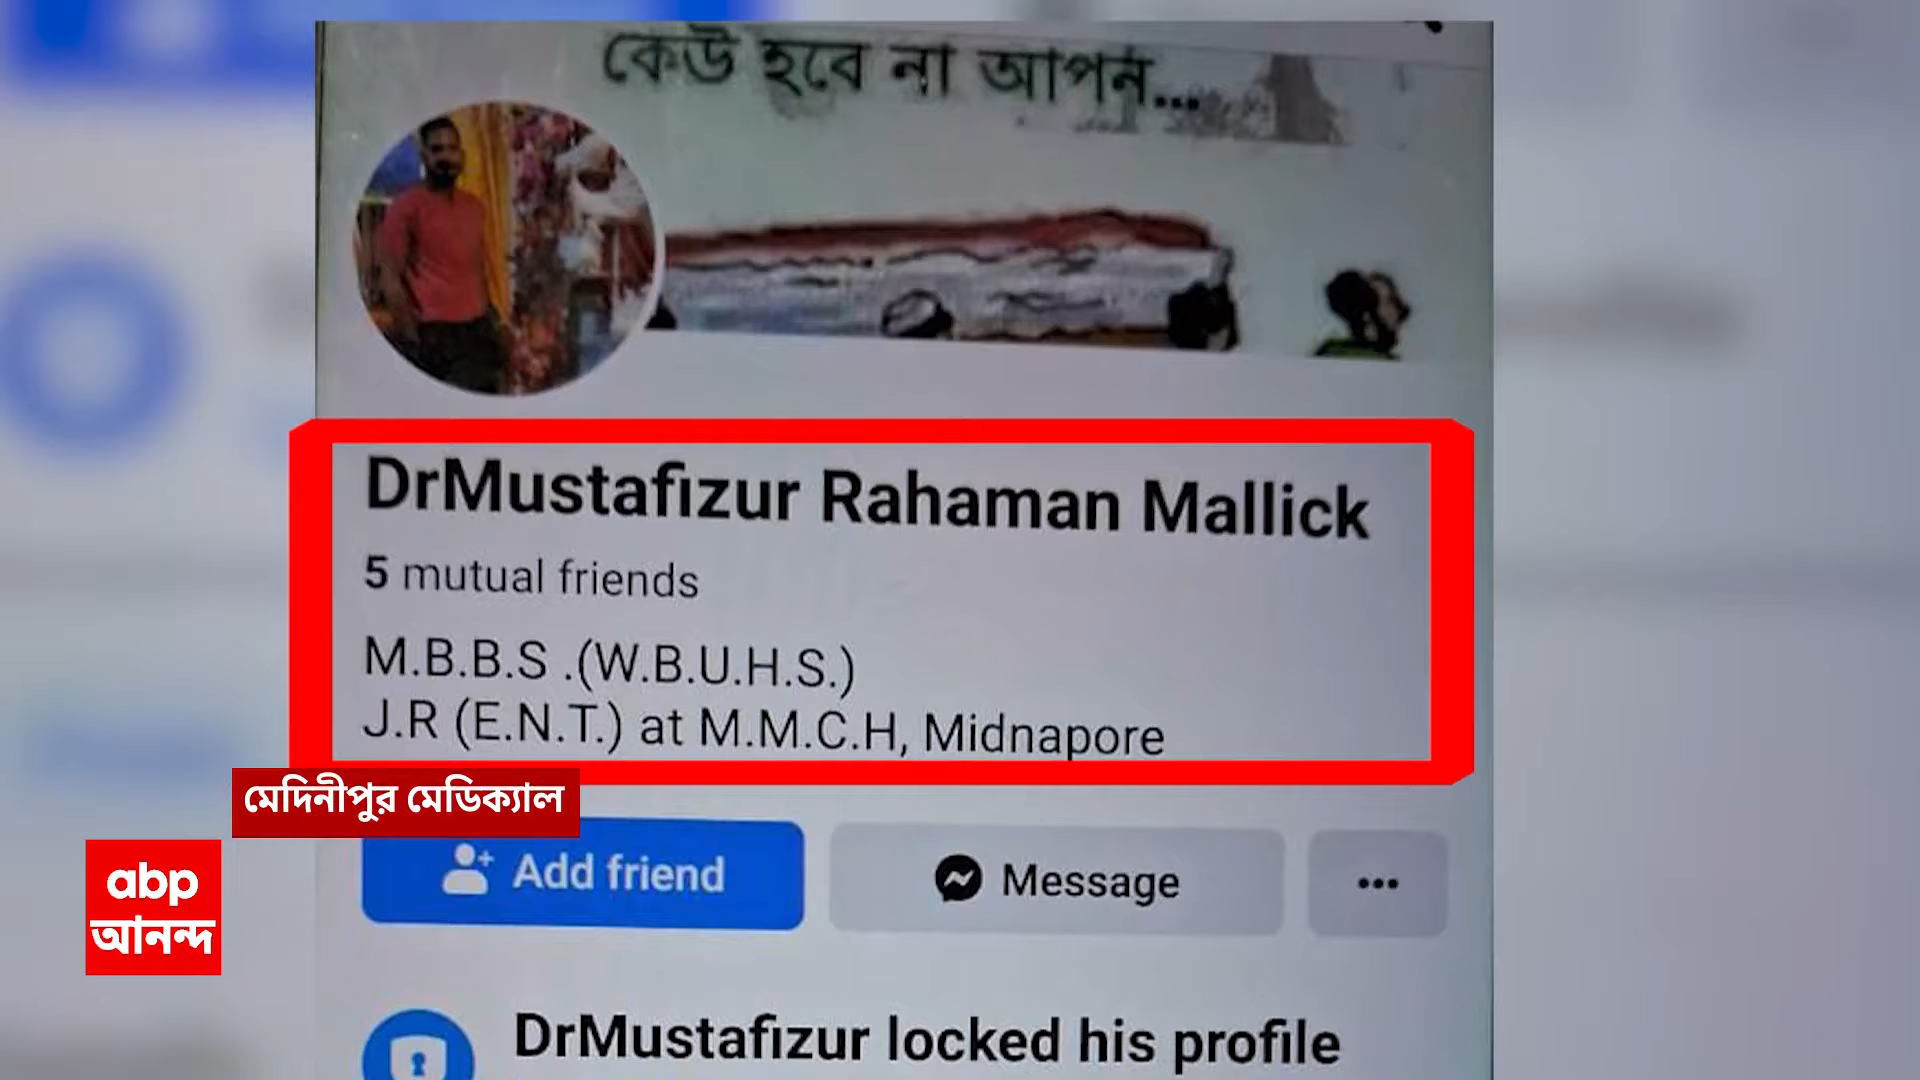 কেউ হবে না আপন...
DrMustafizur Rahaman Mallick
5 mutual friends
M.B.B.S .(W.B.U.H.S.)
J.R (E.N.T.) at M.M.C.H, Midnapore
মেদিনীপুর মেডিক্যাল
Add friend
Message
abp
আনন্দ
DrMustafizur locked his profile